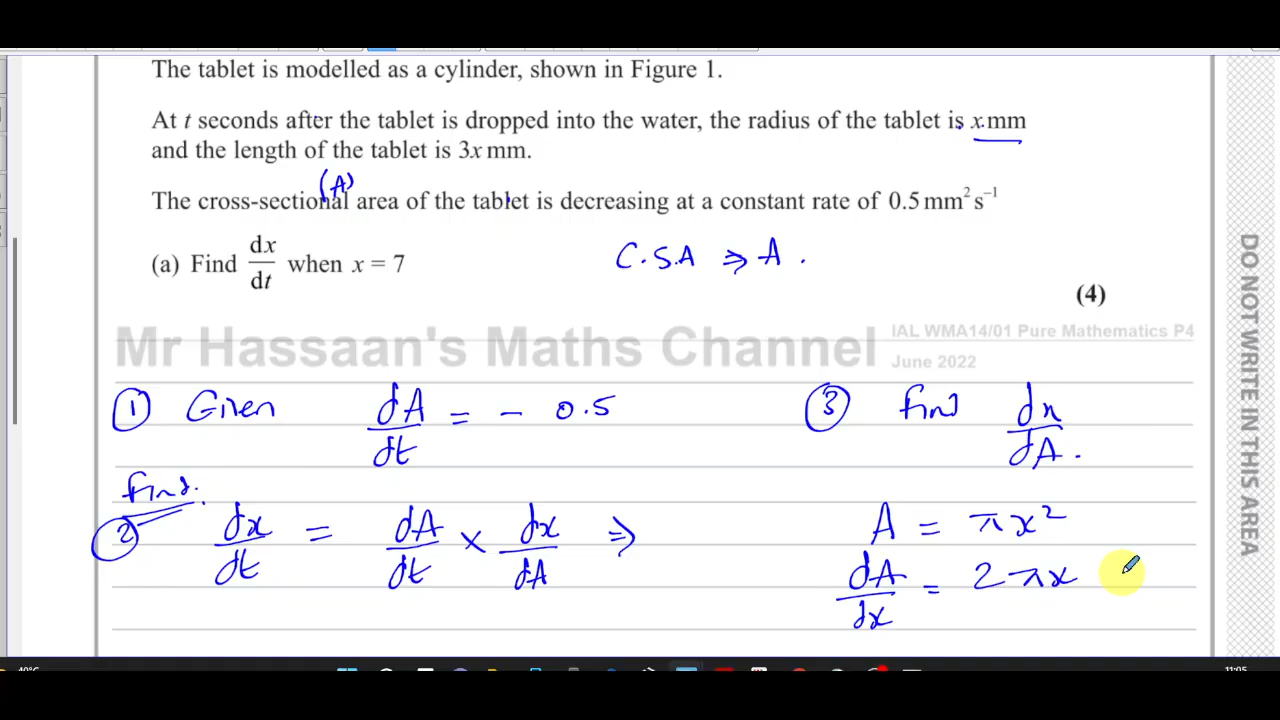 The tablet is modelled as a cylinder, shown in Figure 1.
At t seconds after the tablet is dropped into the water, the radius of the tablet is x mm
and the length of the tablet is 3x mm.
(A)
The cross-sectional area of the tablet is decreasing at a constant rate of 0.5 mm² s⁻¹
(a) Find dx/dt when x = 7
C.S.A ⇒ A.
(4)
Mr Hassaan's Maths Channel
IAL WMA14/01 Pure Mathematics P4
June 2022
① Given dA/dt = - 0.5
③ Find dx/dA.
Find.
② dx/dt = dA/dt × dx/dA ⇒
A = πx²
dA/dx = 2πx
DO NOT WRITE IN THIS AREA
40°C
11:05